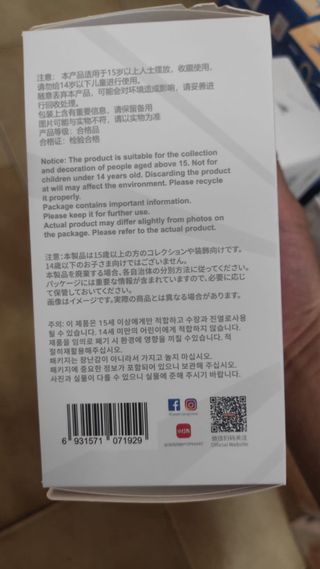 注意： 本产品适用于15岁以上人士摆放，收藏使用，
请勿给14岁以下儿童进行使用。
随意丢弃本产品，可能会对环境造成影响，请妥善进
行回收处理。
包装上含有重要信息，请保留备用
图片可能与实物不符，请以实物为准
产品等级：合格品
合格证：检验合格
Notice: The product is suitable for the collection
and decoration of people aged above 15. Not for
children under 14 years old. Discarding the product
at will may affect the environment. Please recycle
it properly.
Package contains important information.
Please keep it for further use.
Actual product may differ slightly from photos on
the package. Please refer to the actual product.
注意：本製品は15歳以上の方のコレクションや装飾向けです。
14歳以下のお子さま向けではございません。
本製品を廃棄する場合、各自治体の分別方法に従ってください。
パッケージには重要な情報が含まれていますので、必要に応じ
て保管しておいてください。
画像はイメージです。実際の商品とは異なる場合があります。
주의: 이 제품은 15세 이상에게만 적합하고 수장과 진열로사용
될 수 있습니다. 14세 미만의 어린이에게 적합하지 않습니다.
제품을 임의로 폐기 시 환경에 영향을 끼칠 수 있습니다. 적
절히재활용해주십시오.
패키지는 장난감이 아니라서 가지고 놀지 마십시오.
패키지에 중요한 정보가 포함되어 있으니 보관해 주십시오.
사진과 실물이 다를 수 있으니 실물에 준해 주시기 바랍니다.
6 931571 071929
小红书
微信扫码关注
Official Website